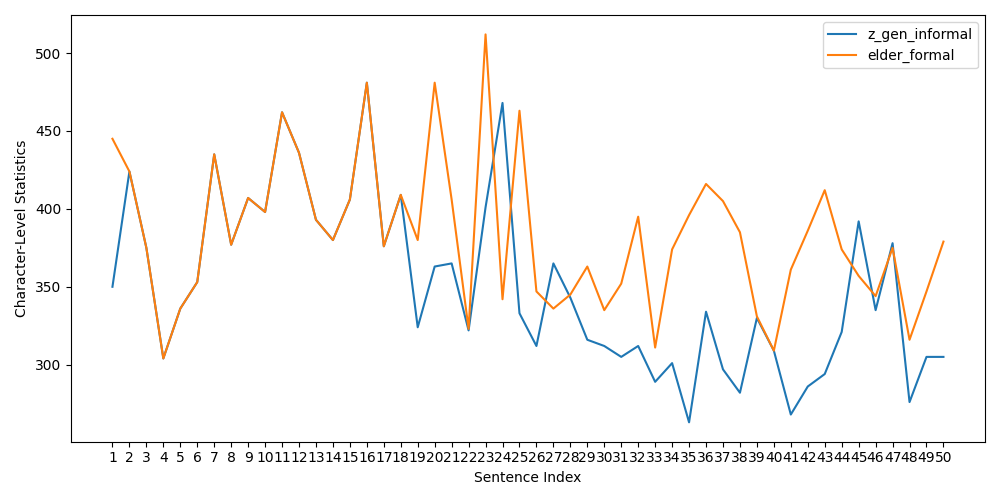 z_gen_informal
elder_formal
500
450
400
350
300
Character-Level Statistics
1 2 3 4 5 6 7 8 9 10 11 12 13 14 15 16 17 18 19 20 21 22 23 24 25 26 27 28 29 30 31 32 33 34 35 36 37 38 39 40 41 42 43 44 45 46 47 48 49 50
Sentence Index